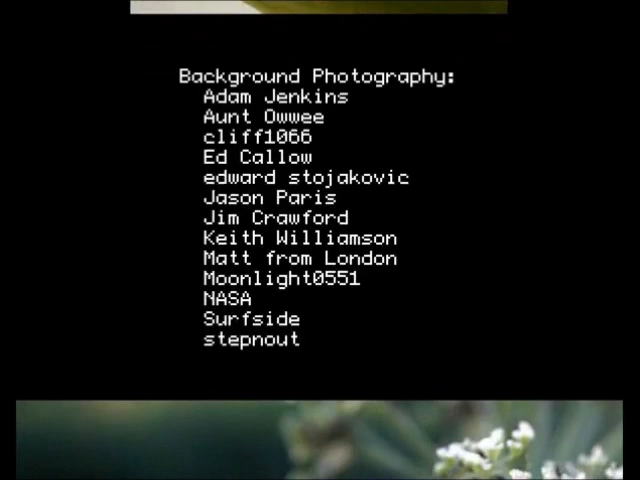 Background Photography:
Adam Jenkins
Aunt Owwee
cliff1066
Ed Callow
edward stojakovic
Jason Paris
Jim Crawford
Keith Williamson
Matt from London
Moonlight0551
NASA
Surfside
stepnout